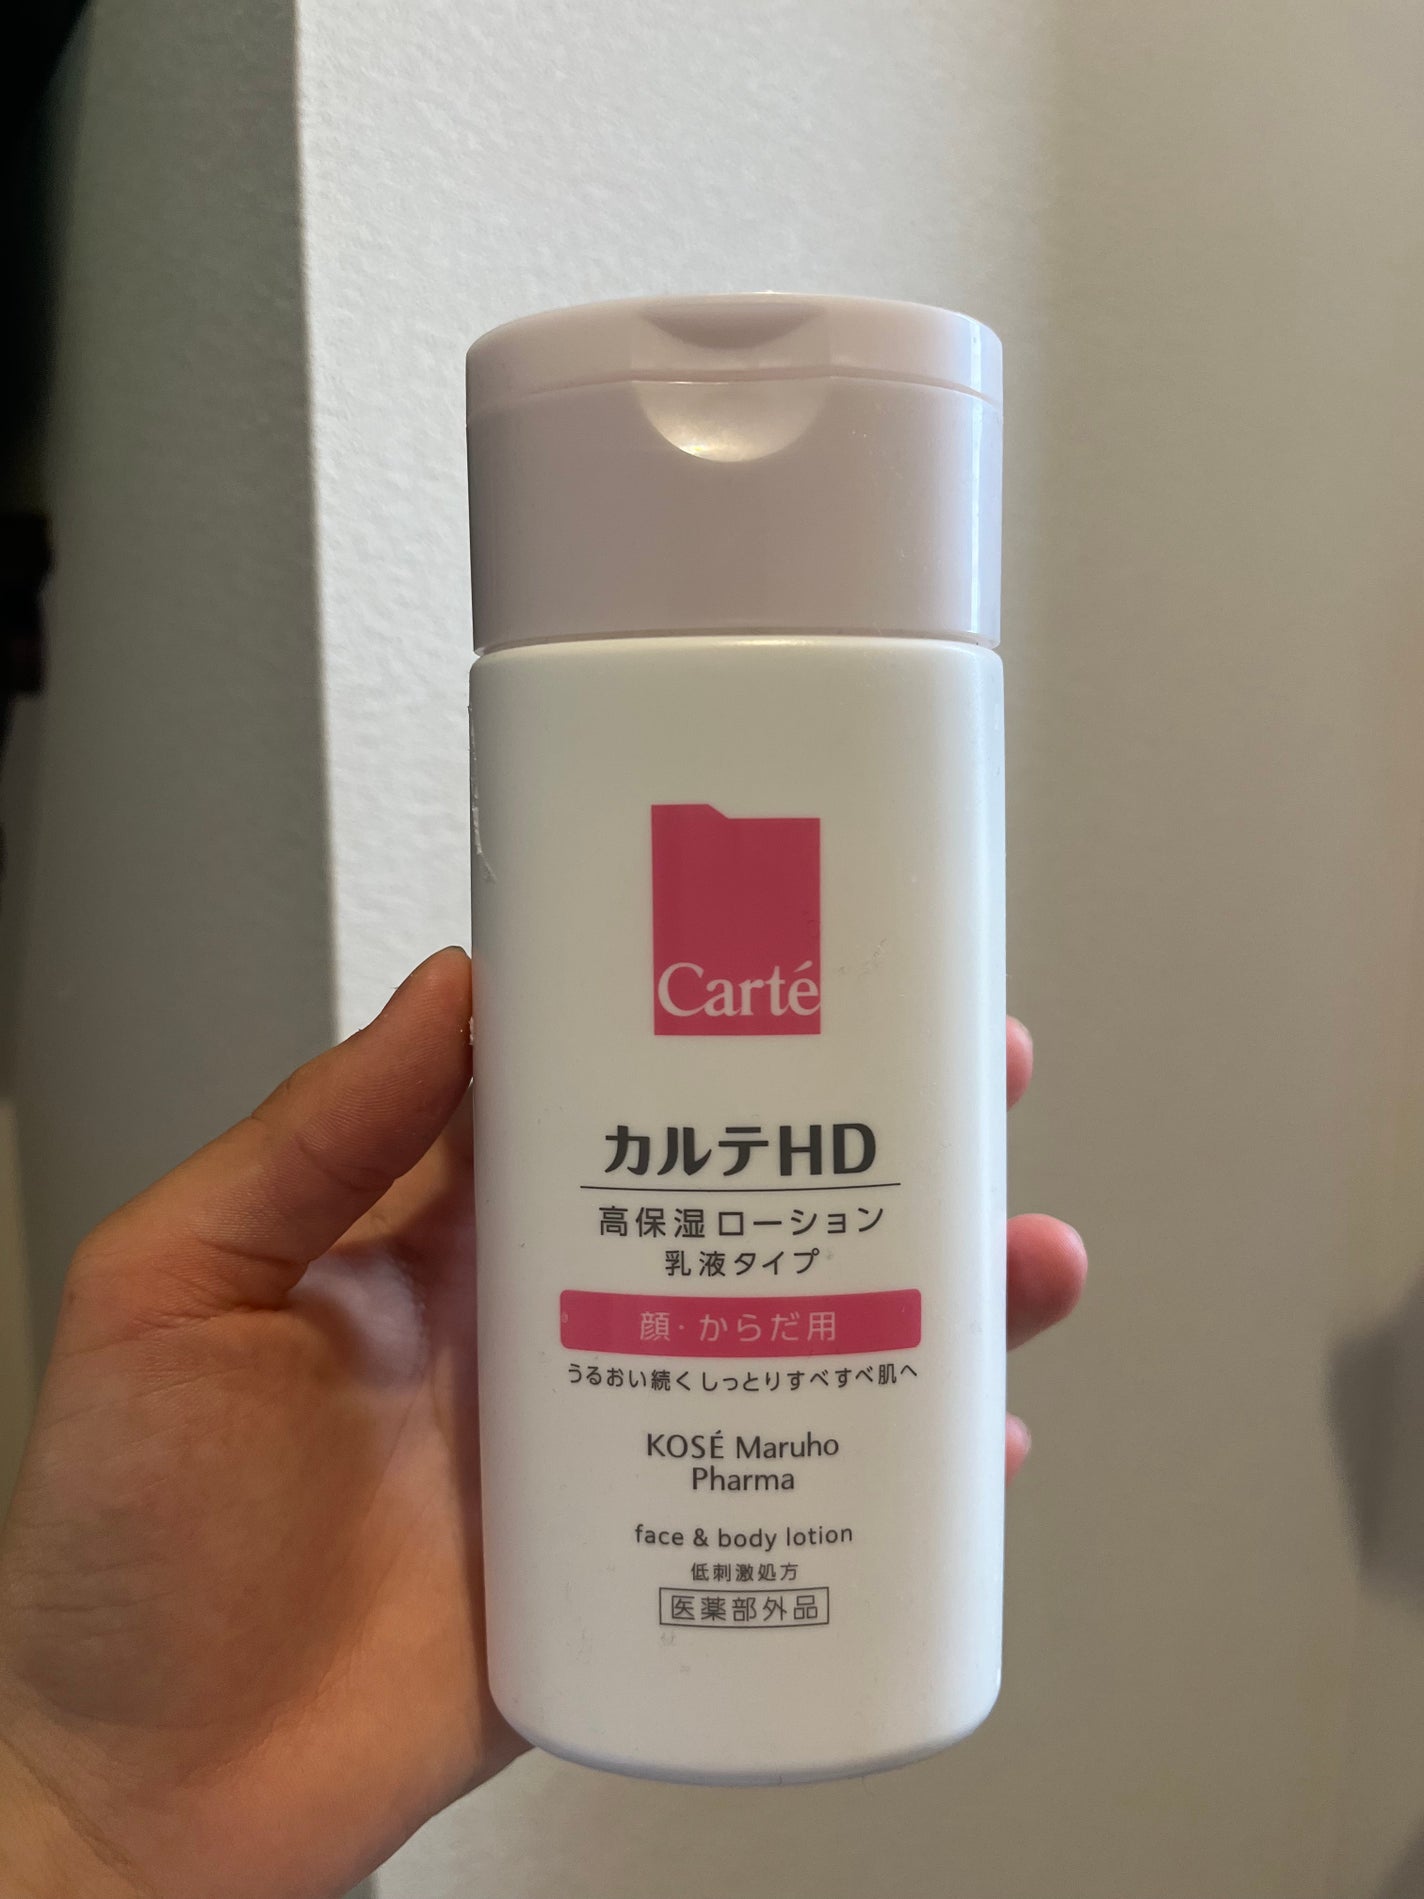 Carté
カルテHD
高保湿 ローション
乳液タイプ
顔・からだ用
うるおい続く しっとりすべすべ肌へ
KOSÉ Maruho
Pharma
face & body lotion
低刺激処方
医薬部外品